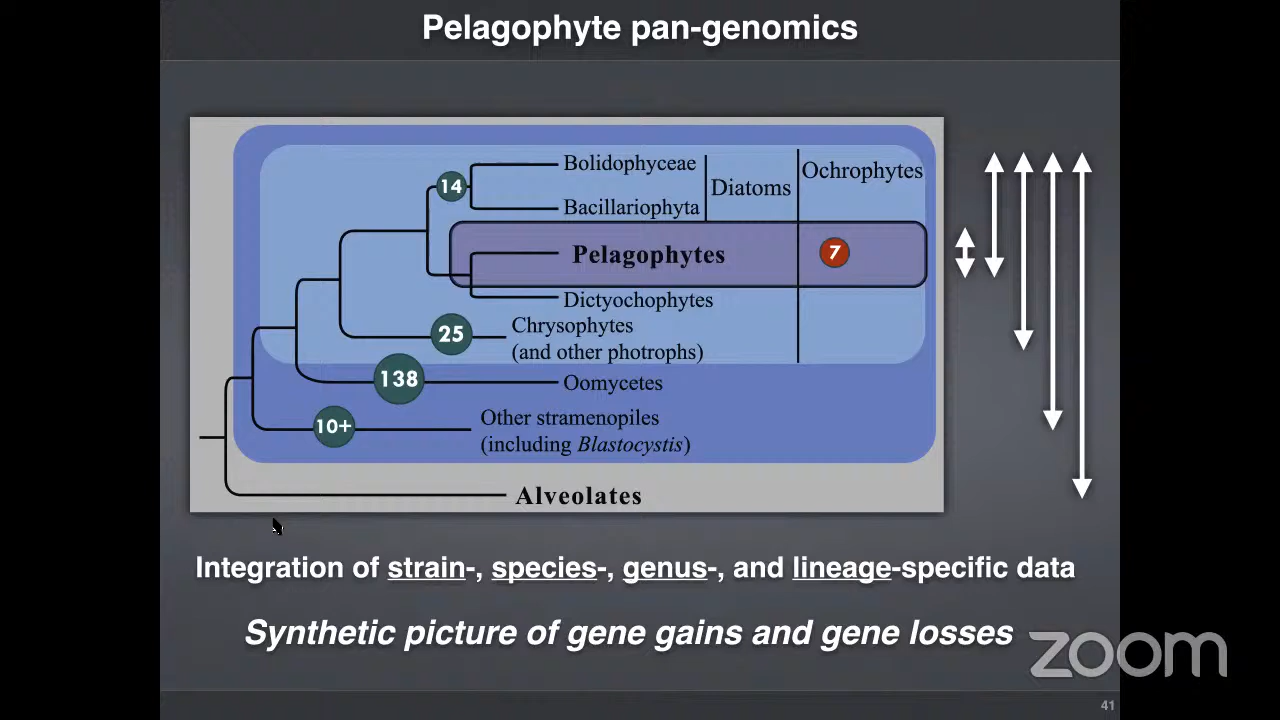 Pelagophyte pan-genomics
Bolidophyceae
14
Diatoms
Ochrophytes
Bacillariophyta
Pelagophytes
7
Dictyochophytes
25
Chrysophytes
(and other photrophs)
138
Oomycetes
10+
Other stramenopiles
(including Blastocystis)
Alveolates
Integration of strain-, species-, genus-, and lineage-specific data
Synthetic picture of gene gains and gene losses
zoom
41